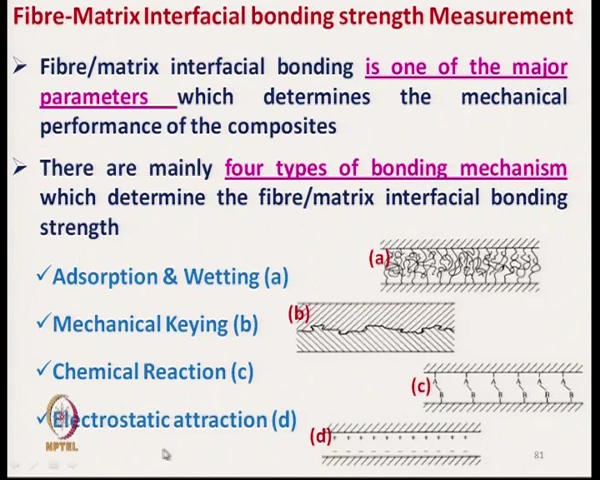 Fibre-Matrix Interfacial bonding strength Measurement
➢ Fibre/matrix interfacial bonding is one of the major
parameters which determines the mechanical
performance of the composites
➢ There are mainly four types of bonding mechanism
which determine the fibre/matrix interfacial bonding
strength
✓Adsorption & Wetting (a)
(a)
✓Mechanical Keying (b)
(b)
✓Chemical Reaction (c)
(c)
A A A A A A
B B B B B B
✓Electrostatic attraction (d)
(d)
NPTEL
81